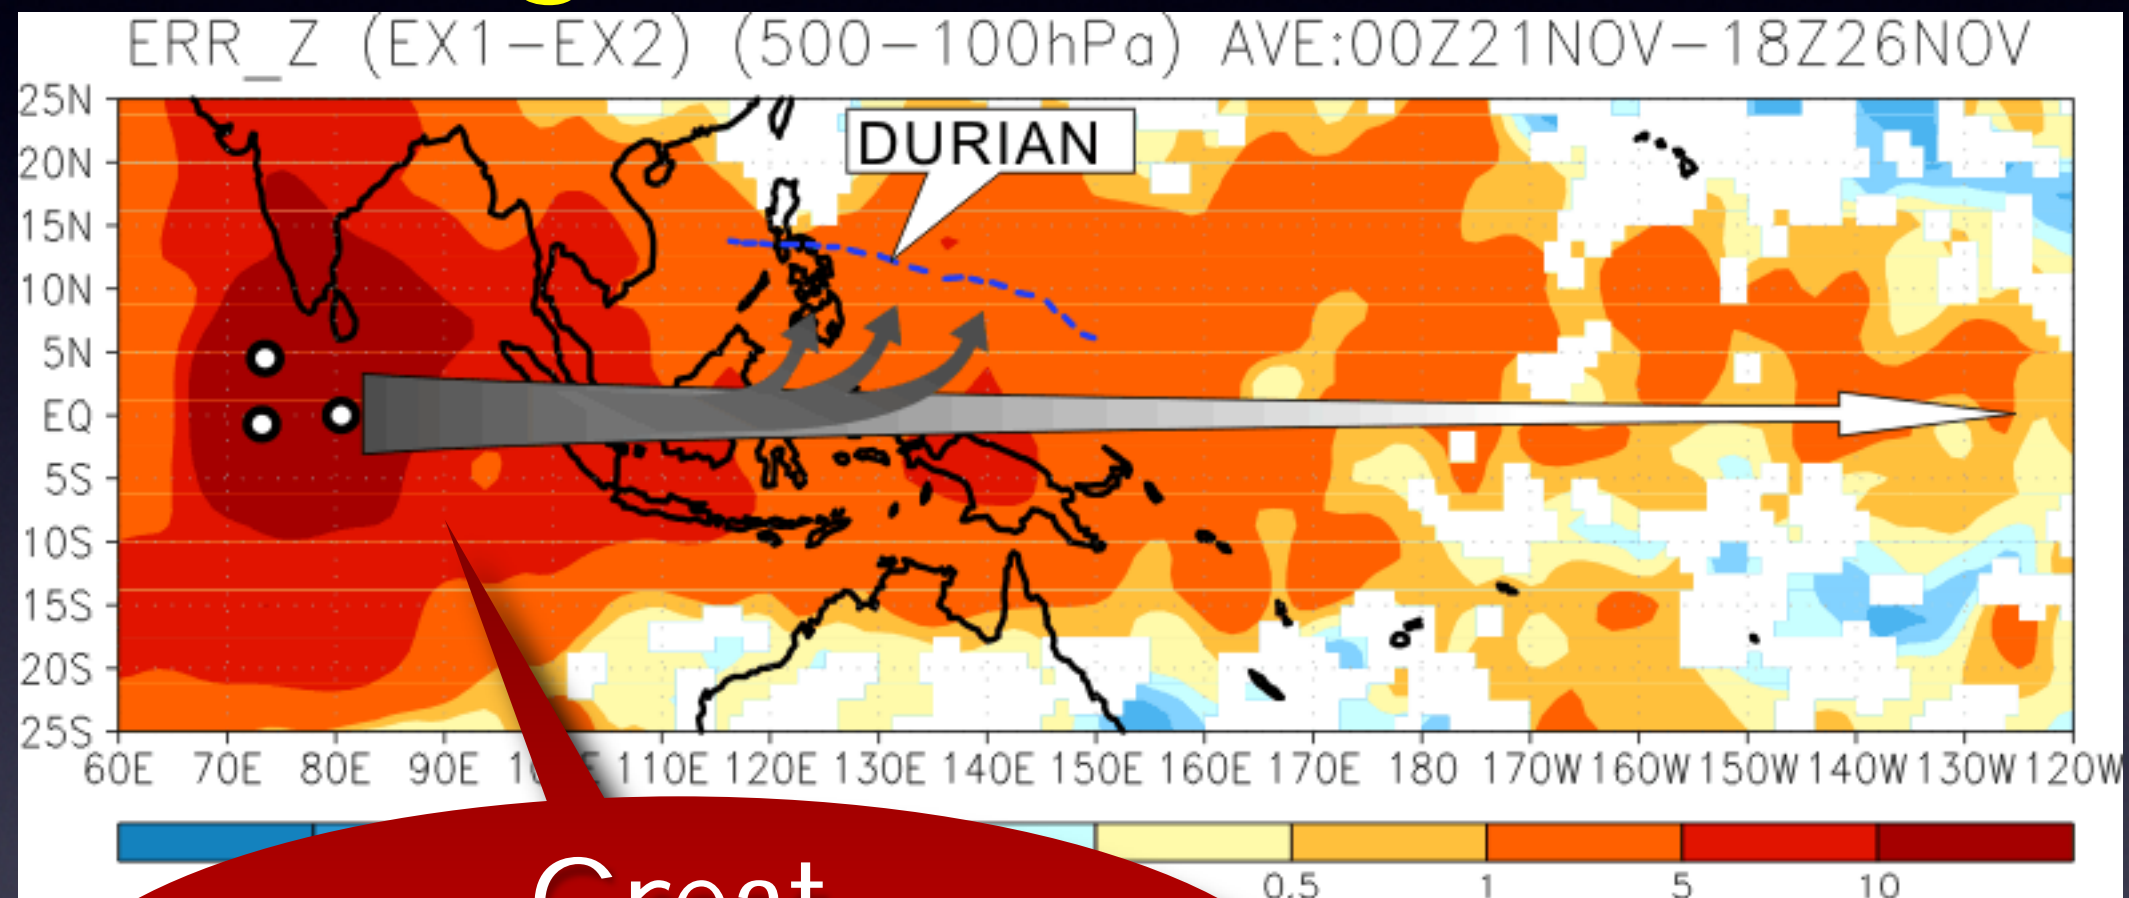 ERR_Z (EX1-EX2) (500-100hPa) AVE:00Z21NOV-18Z26NOV
25N
DURIAN
20N
15N
10N
5N
EQ
5S
10S
15S
20S
25S
60E 70E 80E 90E 110E 120E 130E 140E 150E 160E 170E 180 170W 160W 150W 140W 130W 120W
0.5 1 5 10
Great